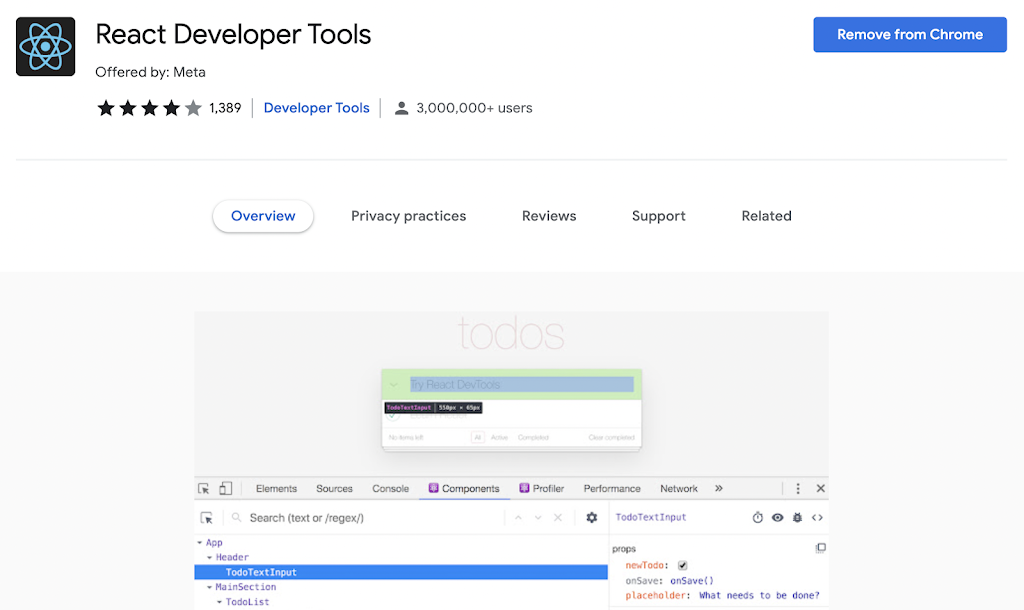 React Developer Tools
Remove from Chrome
Offered by: Meta
1,389 Developer Tools 3,000,000+ users
Overview Privacy practices Reviews Support Related
todos
Try React DevTools
TodoTextInput 550px × 65px
No items left All Active Completed Clear completed
Elements Sources Console Components Profiler Performance Network »
Search (text or /regex/) TodoTextInput
App
props
Header
newTodo:
TodoTextInput
onSave: onSave()
MainSection
placeholder: What needs to be done?
TodoList